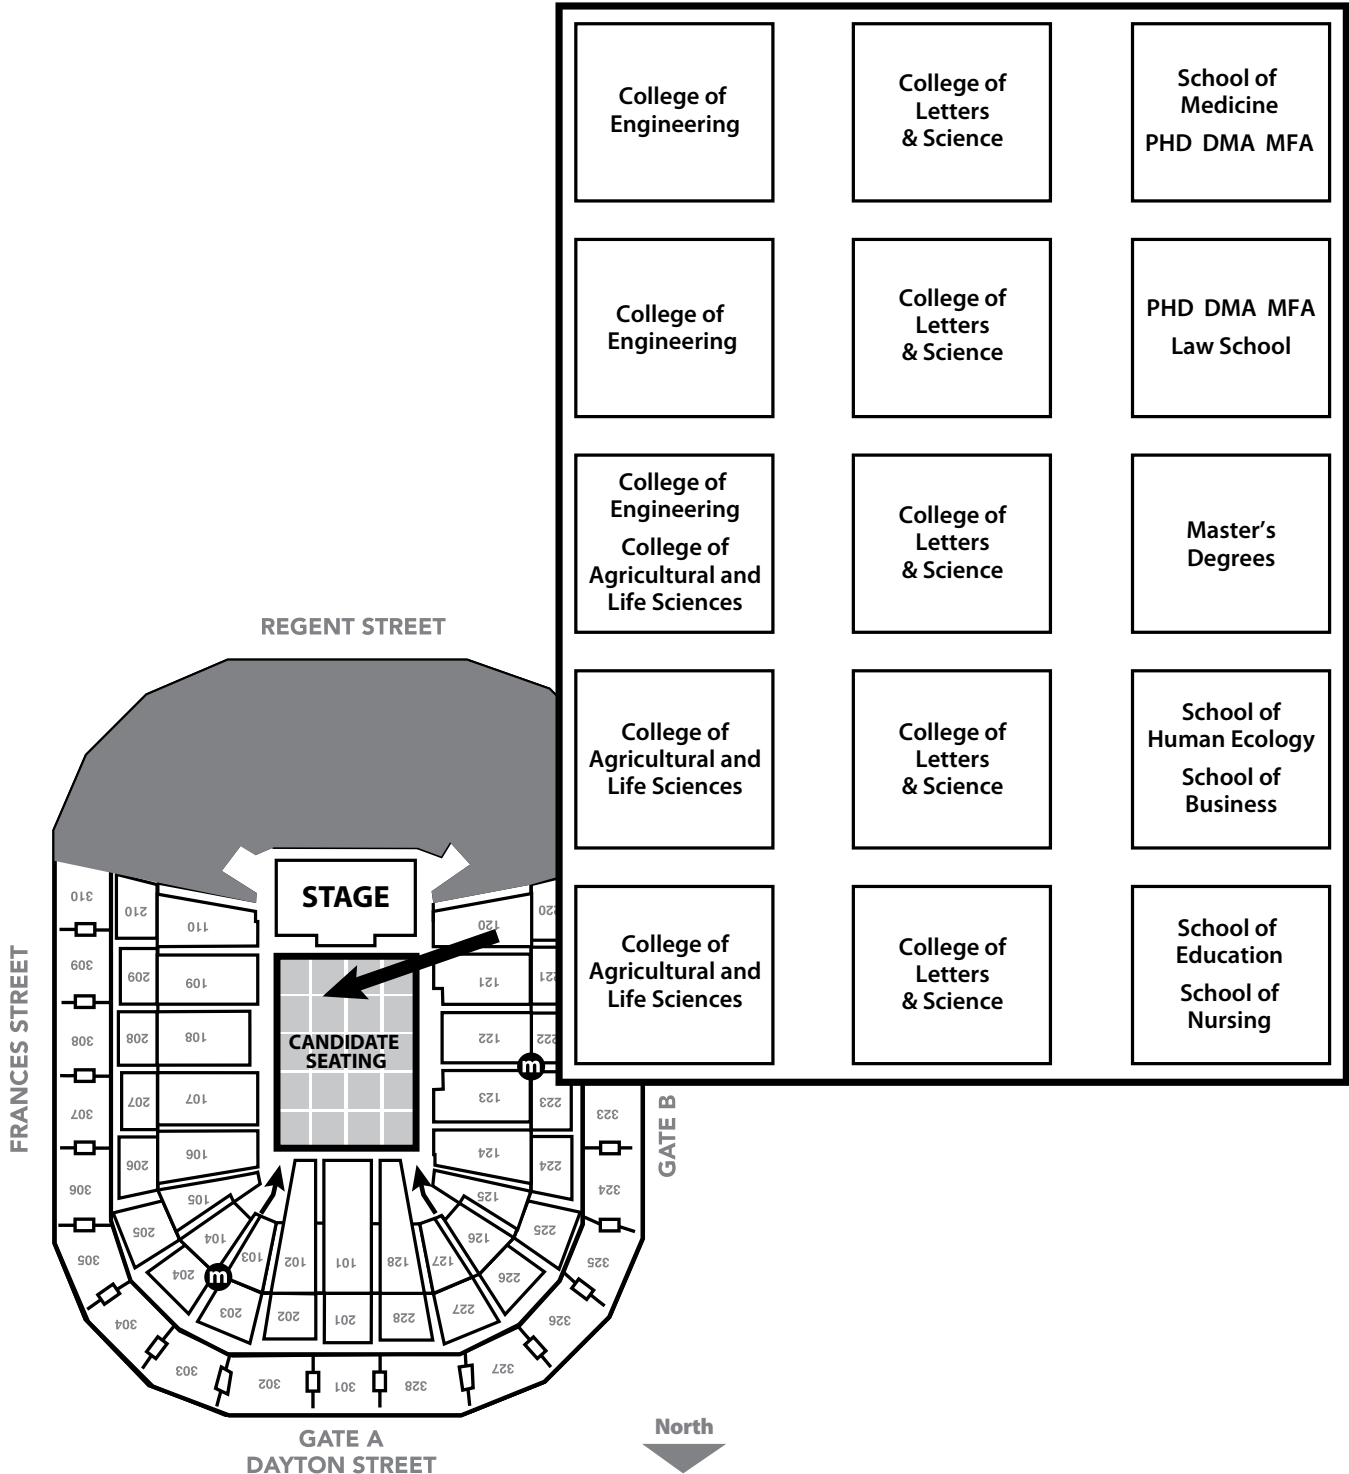 College of
Engineering
College of
Letters
& Science
School of
Medicine
PHD DMA MFA
College of
Engineering
College of
Letters
& Science
PHD DMA MFA
Law School
College of
Engineering
College of
Agricultural and
Life Sciences
College of
Letters
& Science
Master's
Degrees
College of
Agricultural and
Life Sciences
College of
Letters
& Science
School of
Human Ecology
School of
Business
College of
Agricultural and
Life Sciences
College of
Letters
& Science
School of
Education
School of
Nursing
REGENT STREET
STAGE
CANDIDATE
SEATING
FRANCES STREET
GATE B
310
210
110
120
220
309
209
109
121
221
308
208
108
122
222
m
307
207
107
123
223
323
306
206
106
124
224
324
305
205
105
125
225
325
304
204
104
m
103
102
101
128
127
126
226
326
203
202
201
228
227
303
302
301
328
327
GATE A
DAYTON STREET
North